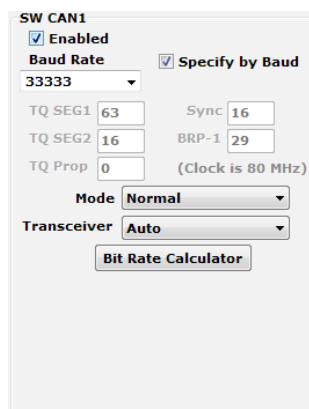 SW CAN1
Enabled
Baud Rate
Specify by Baud
33333
TQ SEG1 63 Sync 16
TQ SEG2 16 BRP-1 29
TQ Prop 0 (Clock is 80 MHz)
Mode Normal
Transceiver Auto
Bit Rate Calculator